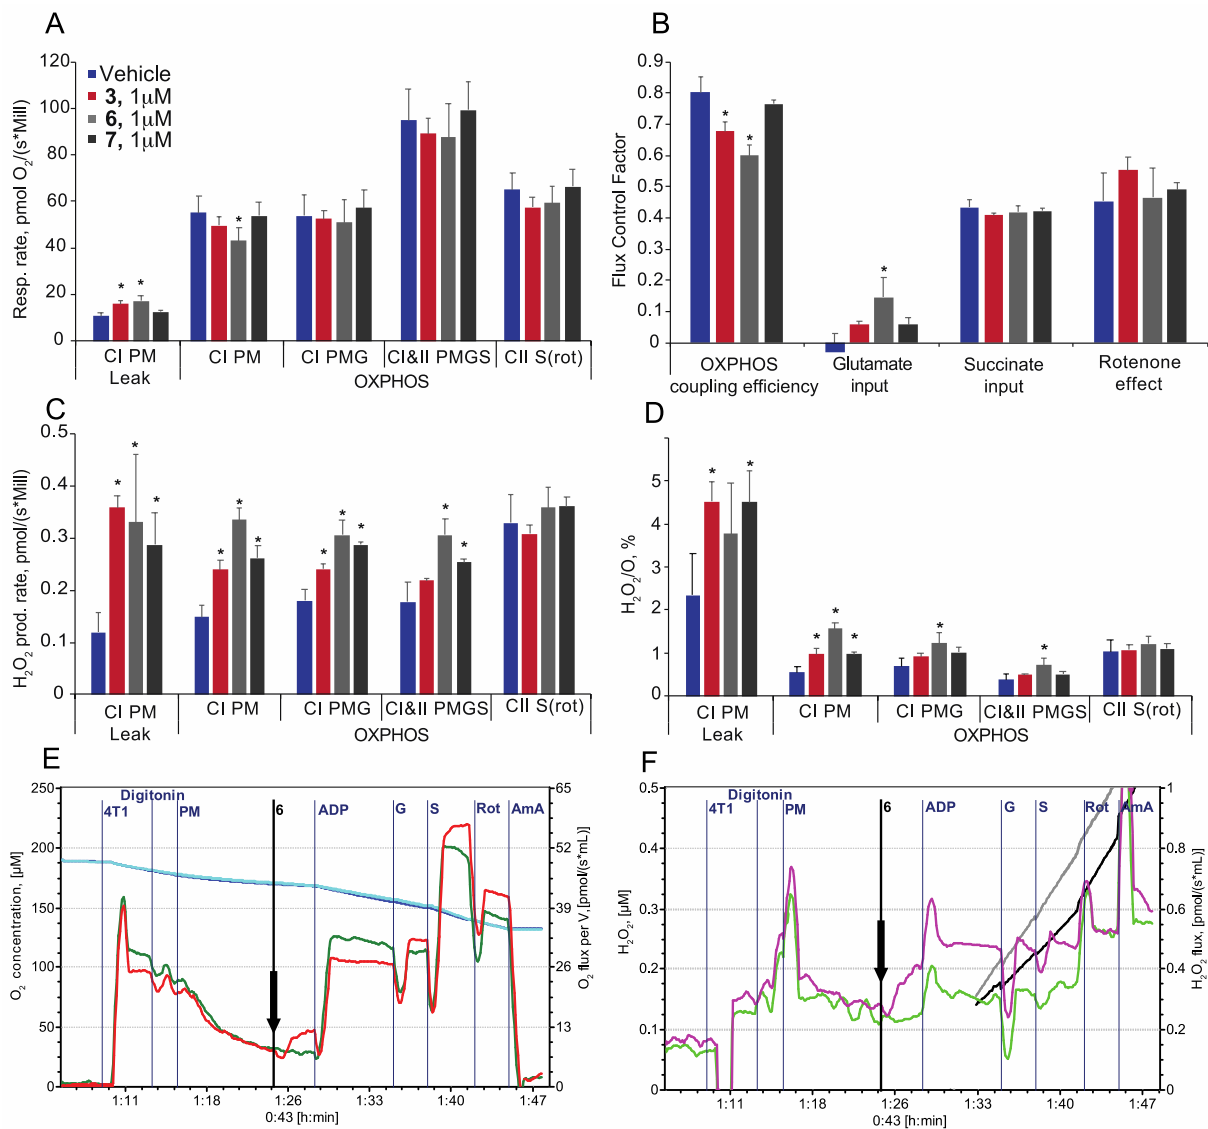 A
Resp. rate, pmol O2/(s*Mill)
120
100
80
60
40
20
0
Vehicle
3, 1µM
6, 1µM
7, 1µM
* * *
CI PM CI PM CI PMG CI&II PMGS CII S(rot)
Leak OXPHOS
B
Flux Control Factor
1
0.9
0.8
0.7
0.6
0.5
0.4
0.3
0.2
0.1
0
* * *
OXPHOS coupling efficiency
Glutamate input
Succinate input
Rotenone effect
C
H2O2 prod. rate, pmol/(s*Mill)
0.5
0.4
0.3
0.2
0.1
0
* * * * * * * * * * *
CI PM CI PM CI PMG CI&II PMGS CII S(rot)
Leak OXPHOS
D
H2O2/O, %
5
4
3
2
1
0
* * * * * * *
CI PM CI PM CI PMG CI&II PMGS CII S(rot)
Leak OXPHOS
E
O2 concentration, [µM]
250
200
150
100
50
0
Digitonin
4T1 PM 6 ADP G S Rot AmA
65
52
39
26
13
0
O2 flux per V, [pmol/(s*mL)]
1:11 1:18 1:26 1:33 1:40 1:47
0:43 [h:min]
F
H2O2, [µM]
0.5
0.4
0.3
0.2
0.1
0
Digitonin
4T1 PM 6 ADP G S Rot AmA
1
0.8
0.6
0.4
0.2
0
H2O2 flux, [pmol/(s*mL)]
1:11 1:18 1:26 1:33 1:40 1:47
0:43 [h:min]